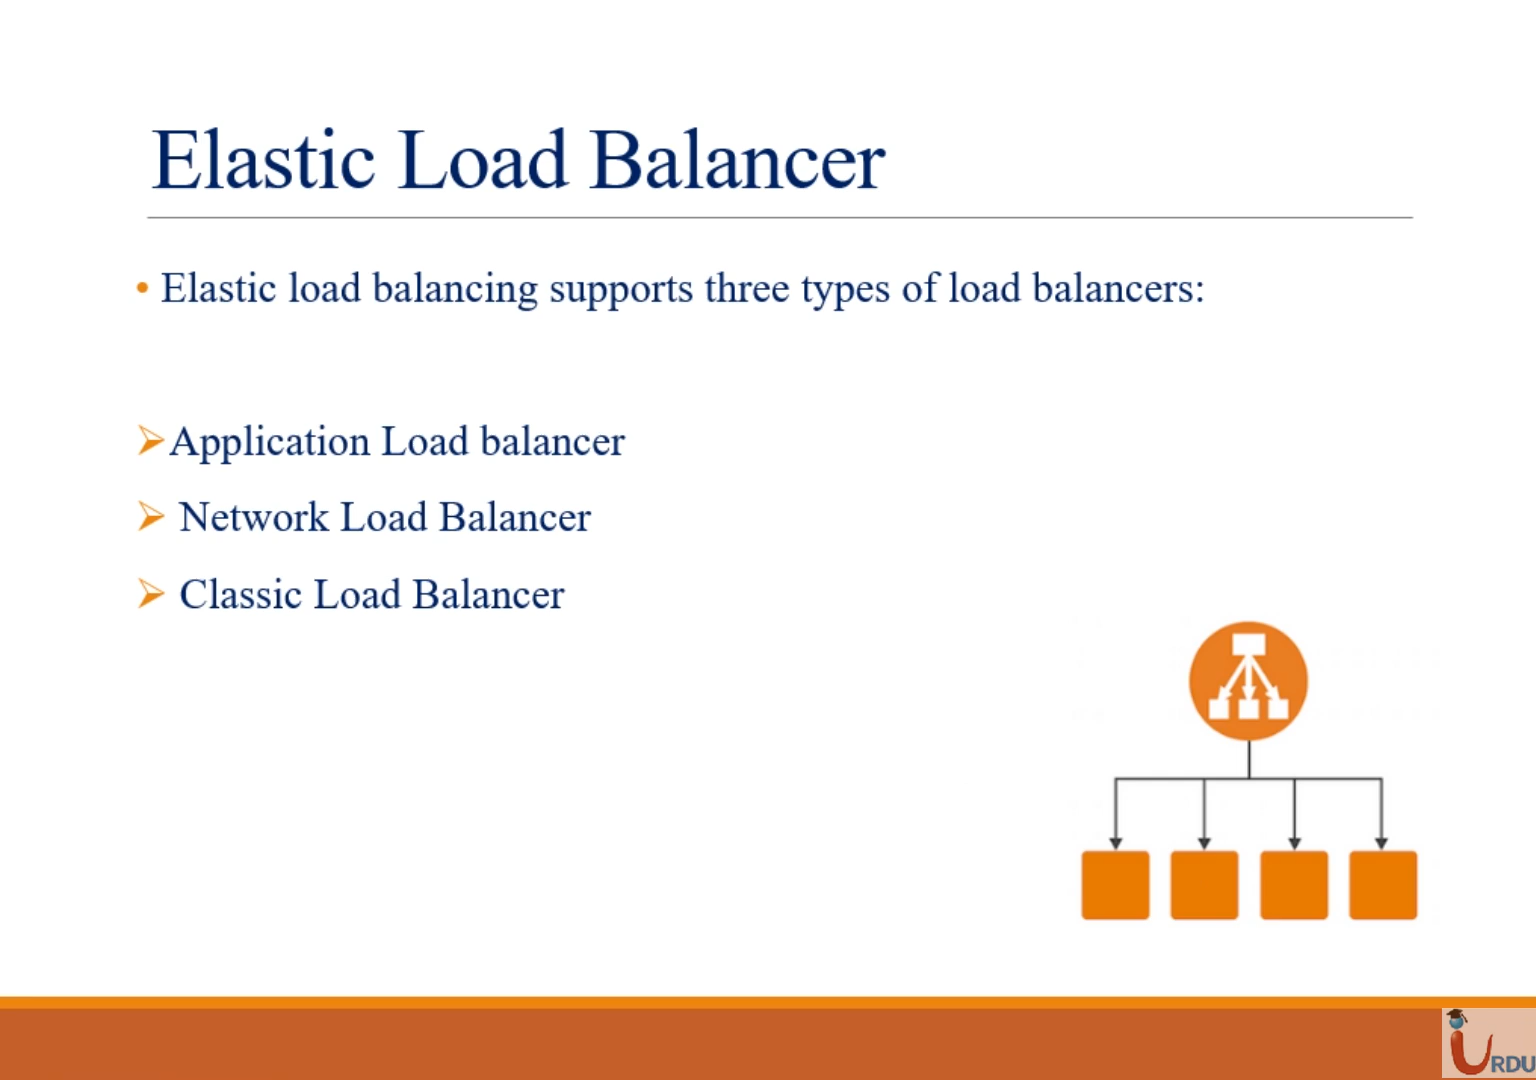 Elastic Load Balancer
• Elastic load balancing supports three types of load balancers:
➢Application Load balancer
➢ Network Load Balancer
➢ Classic Load Balancer
iURDU